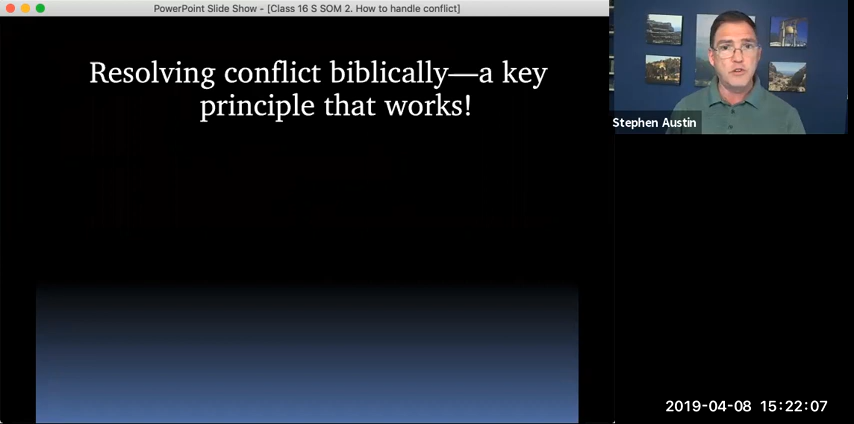 PowerPoint Slide Show - [Class 16 S SOM 2. How to handle conflict]
Resolving conflict biblically—a key
principle that works!
Stephen Austin
2019-04-08 15:22:07